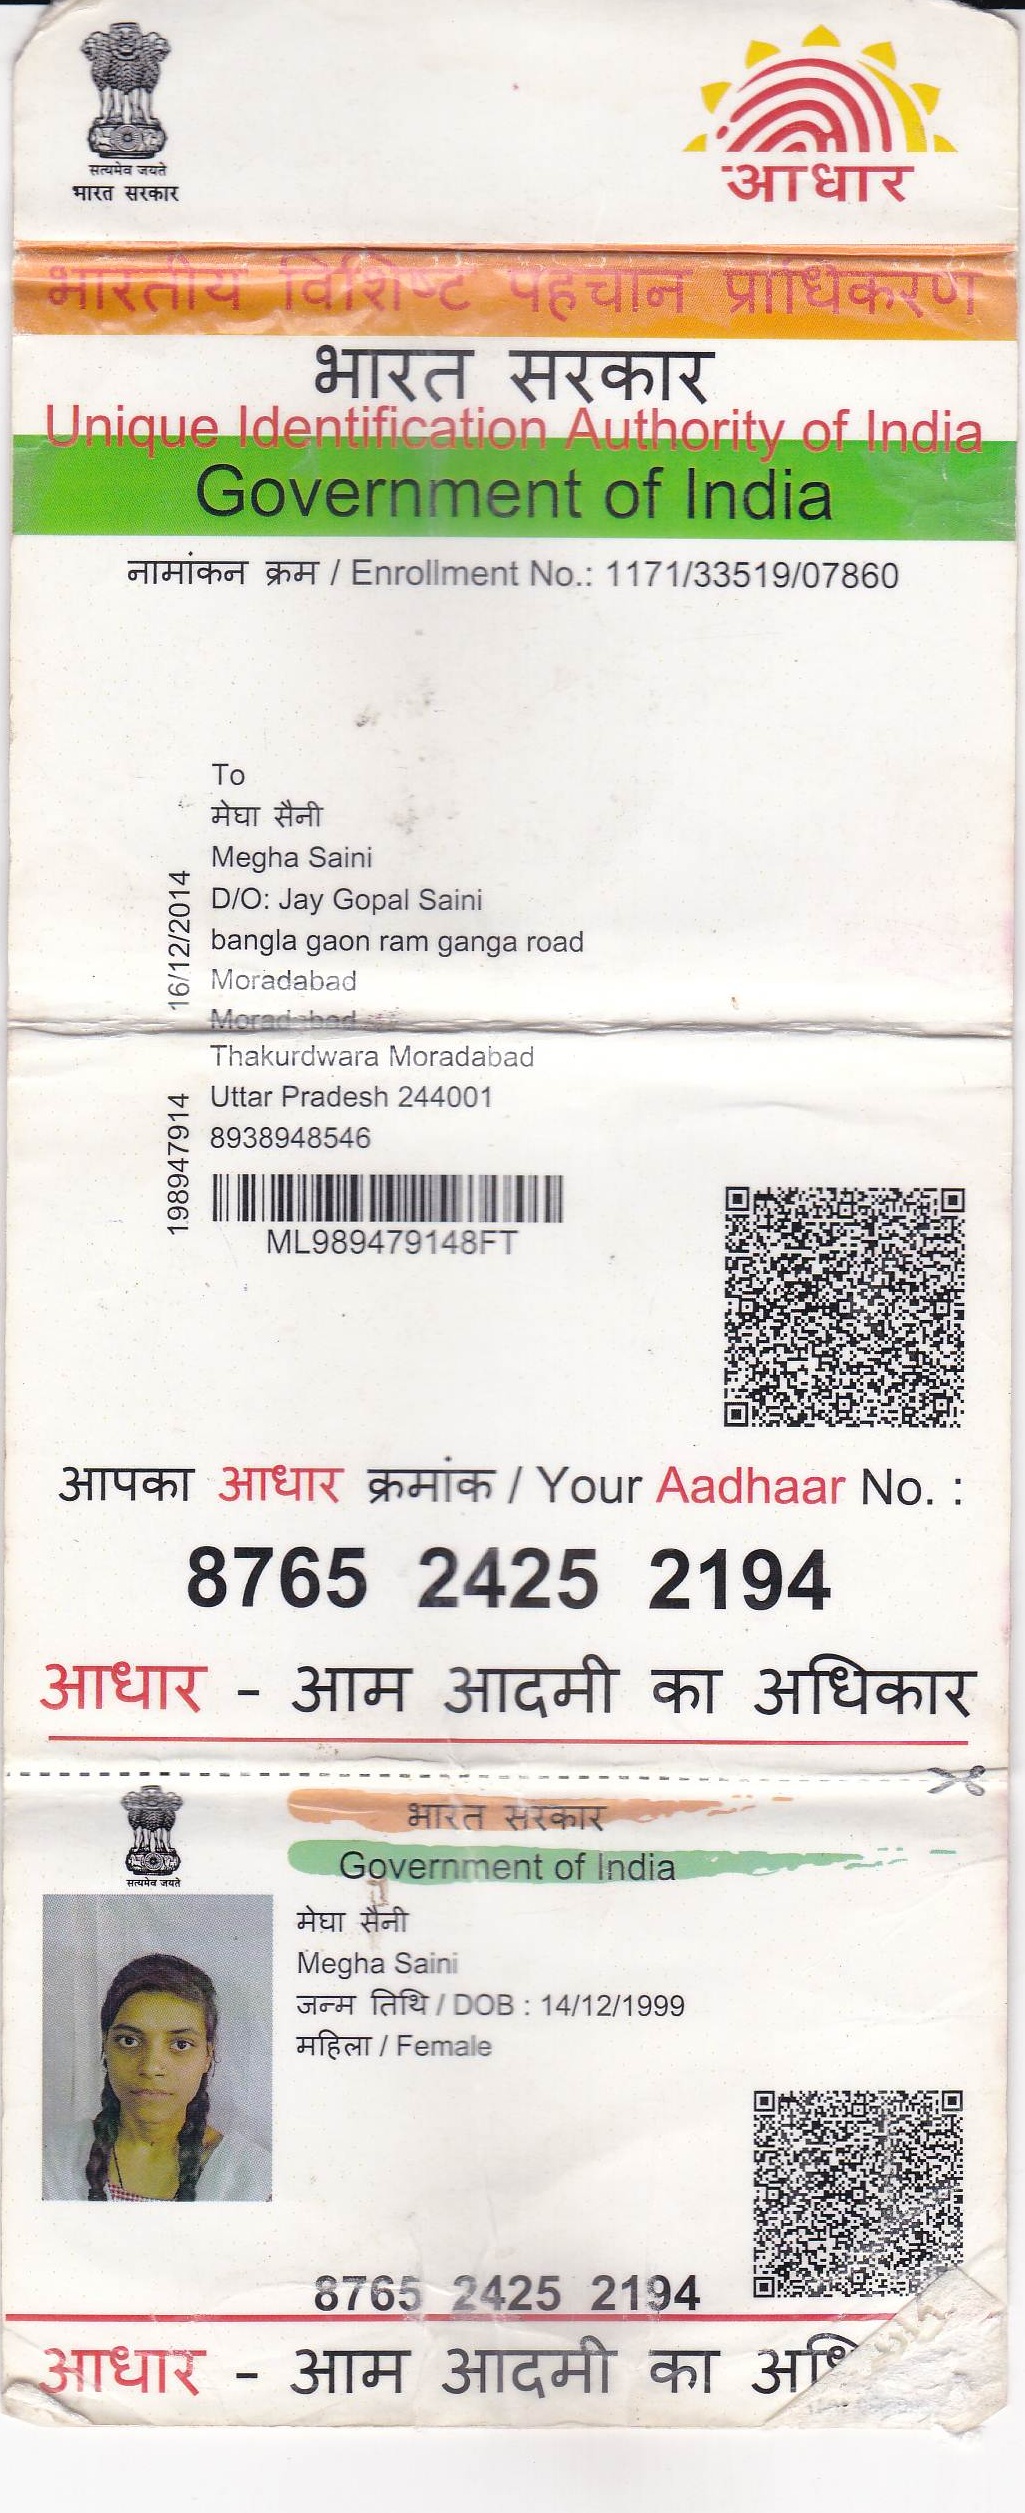 सत्यमेव जयते
भारत सरकार
आधार
भारतीय विशिष्ट पहचान प्राधिकरण
भारत सरकार
Unique Identification Authority of India
Government of India
नामांकन क्रम / Enrollment No.: 1171/33519/07860
To
मेघा सैनी
Megha Saini
D/O: Jay Gopal Saini
bangla gaon ram ganga road
Moradabad
Moradabad
Thakurdwara Moradabad
Uttar Pradesh 244001
8938948546
16/12/2014
198947914
ML989479148FT
आपका आधार क्रमांक / Your Aadhaar No. :
8765 2425 2194
आधार - आम आदमी का अधिकार
सत्यमेव जयते
भारत सरकार
Government of India
मेघा सैनी
Megha Saini
जन्म तिथि / DOB : 14/12/1999
महिला / Female
8765 2425 2194
आधार - आम आदमी का